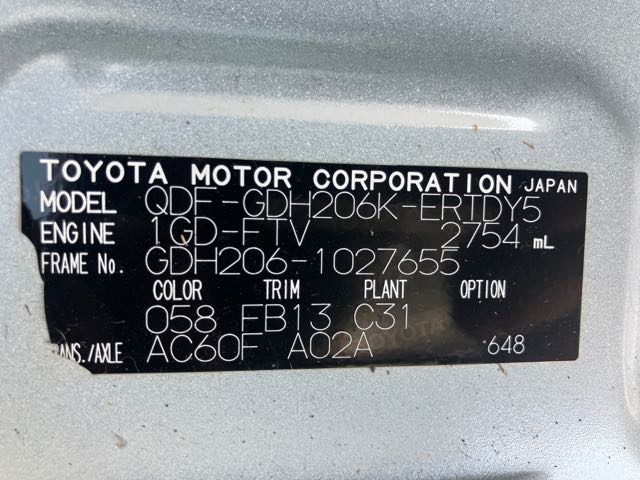 TOYOTA MOTOR CORPORATION JAPAN
MODEL QDF-GDH206K-ERTDY5
ENGINE 1GD-FTV 2754 mL
FRAME No. GDH206-1027655
COLOR TRIM PLANT OPTION
058 FB13 C31
TOYOTA
ANS./AXLE AC60F A02A 648